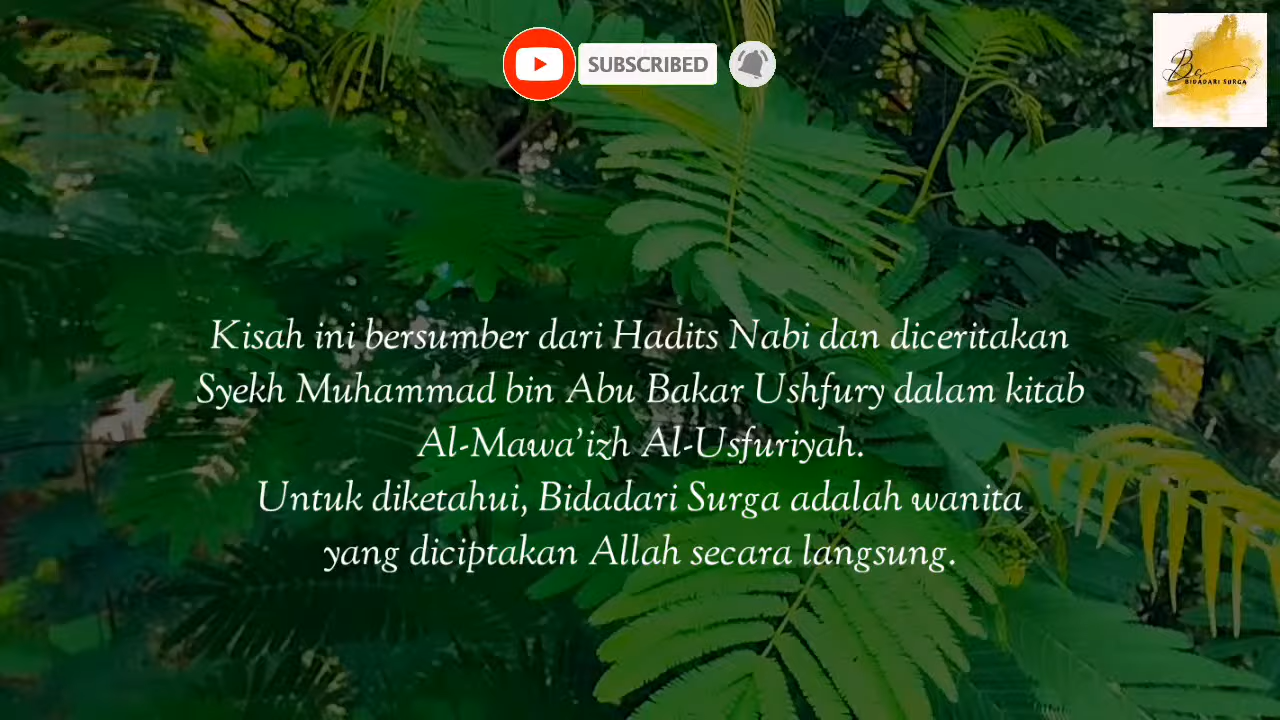 SUBSCRIBED
Bs
BIDADARI SURGA
Kisah ini bersumber dari Hadits Nabi dan diceritakan
Syekh Muhammad bin Abu Bakar Ushfury dalam kitab
Al-Mawa’izh Al-Usfuriyah.
Untuk diketahui, Bidadari Surga adalah wanita
yang diciptakan Allah secara langsung.